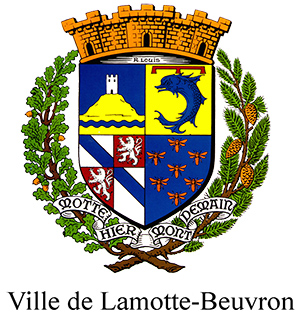 R. LOUIS
MOTTE HIER MONT DEMAIN
Ville de Lamotte-Beuvron